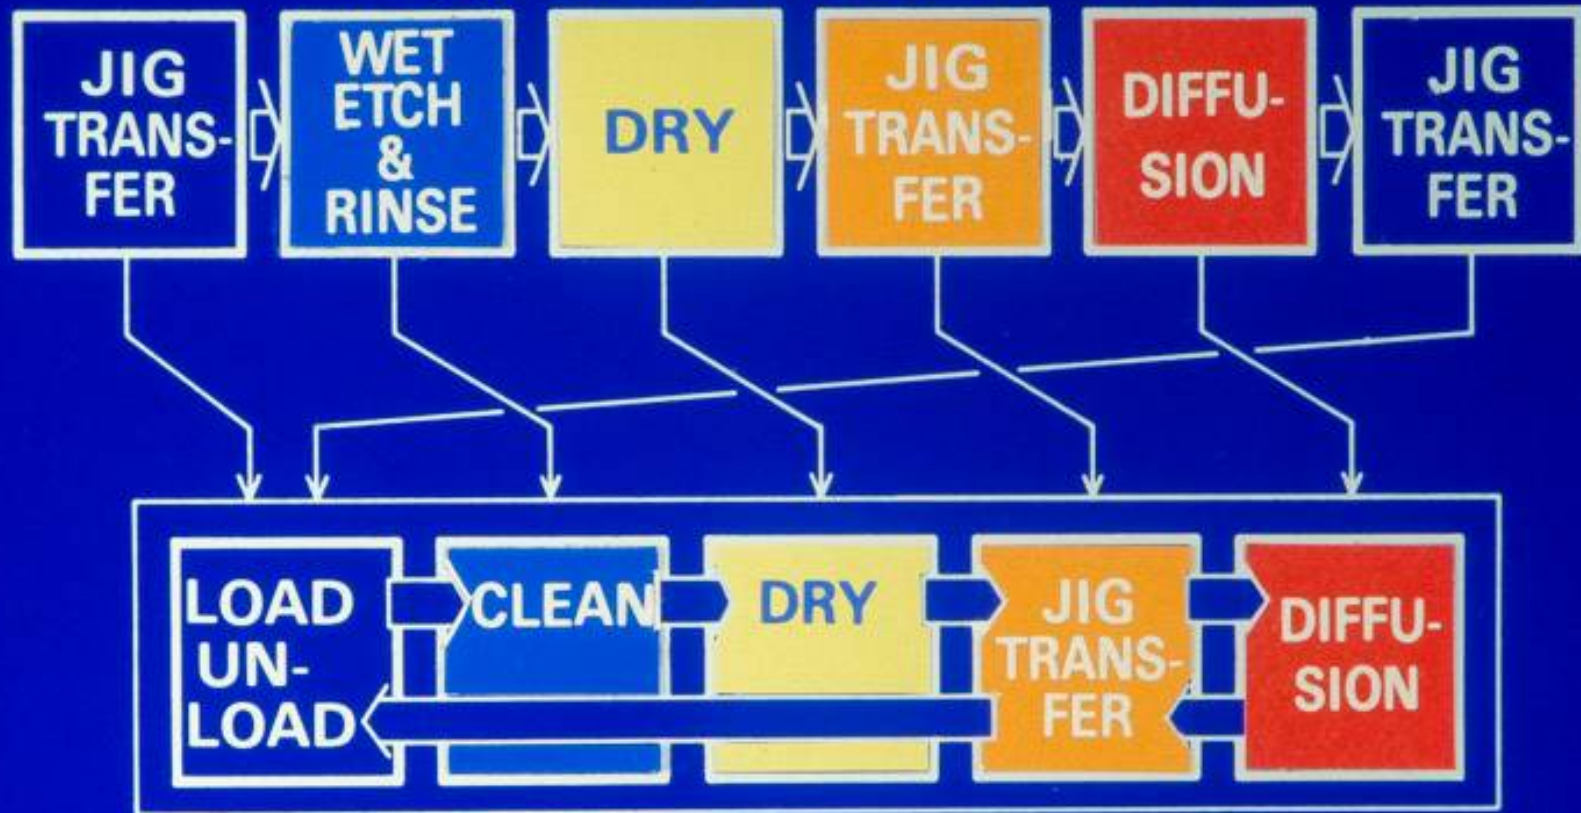 JIG
TRANS-
FER
WET
ETCH
&
RINSE
DRY
JIG
TRANS-
FER
DIFFU-
SION
JIG
TRANS-
FER
LOAD
UN-
LOAD
CLEAN
DRY
JIG
TRANS-
FER
DIFFU-
SION